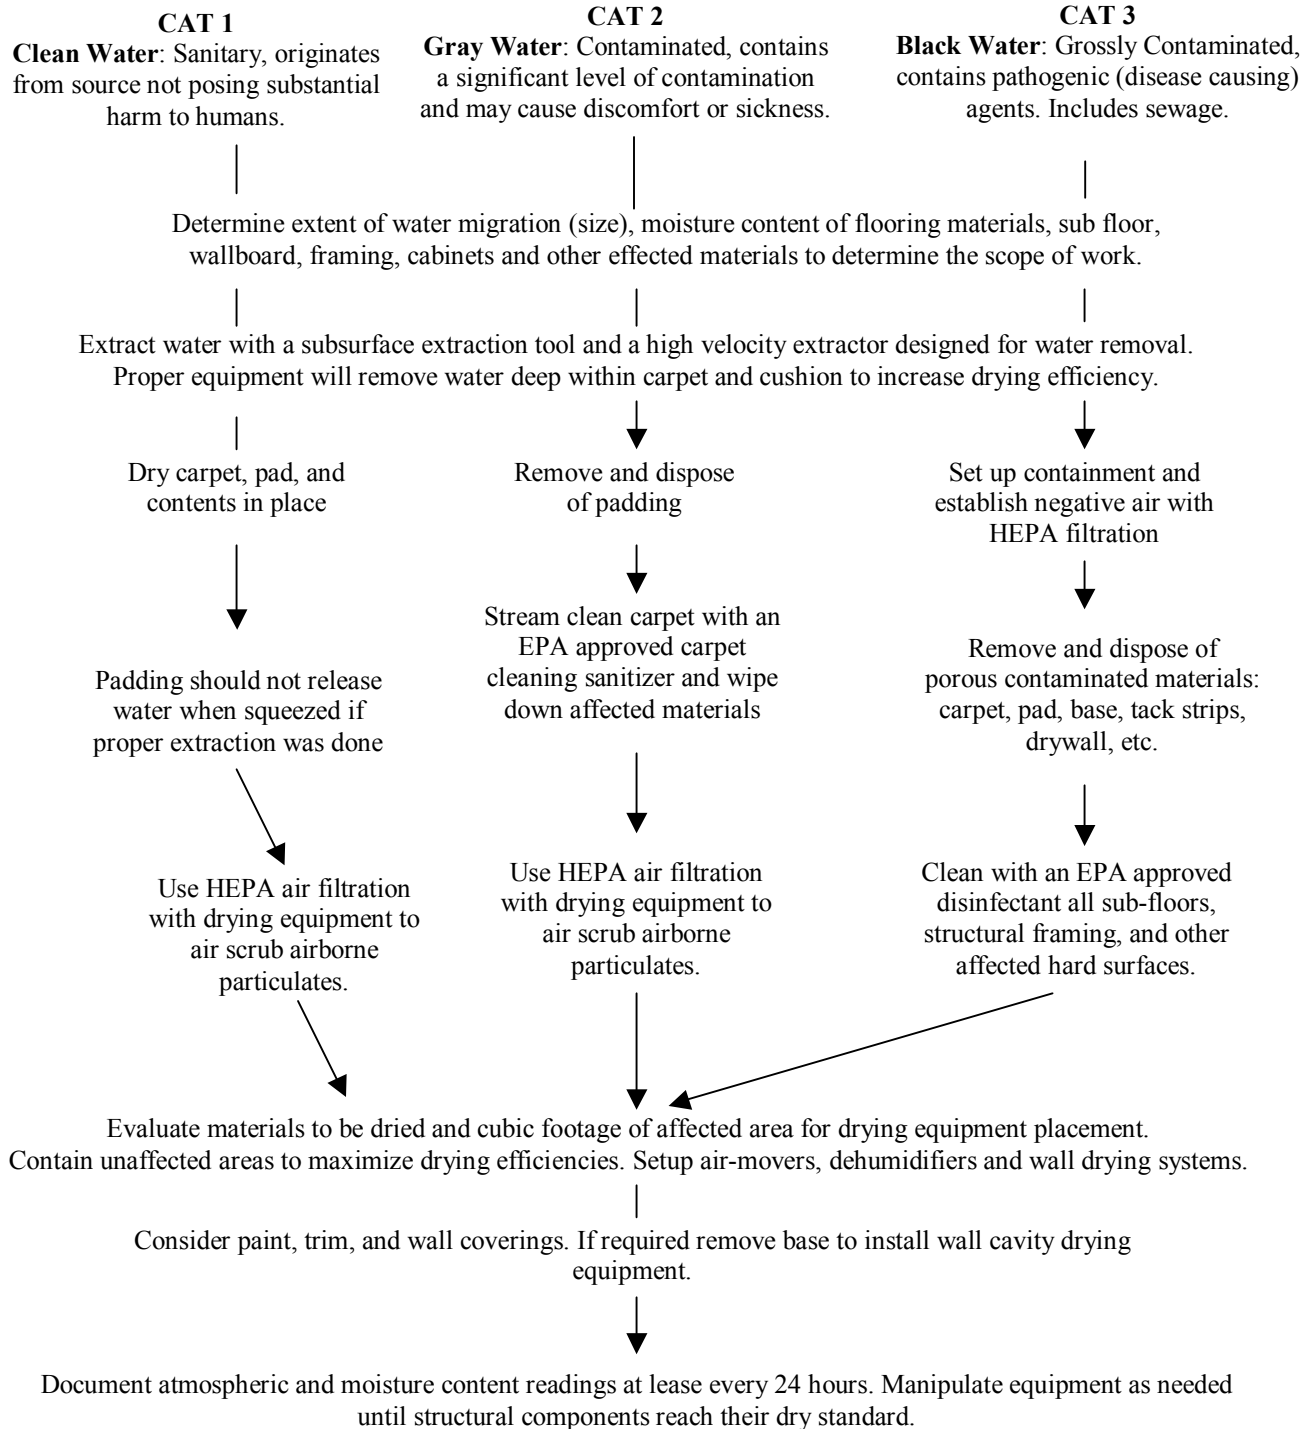 CAT 1
Clean Water: Sanitary, originates
from source not posing substantial
harm to humans.
CAT 2
Gray Water: Contaminated, contains
a significant level of contamination
and may cause discomfort or sickness.
CAT 3
Black Water: Grossly Contaminated,
contains pathogenic (disease causing)
agents. Includes sewage.
Determine extent of water migration (size), moisture content of flooring materials, sub floor,
wallboard, framing, cabinets and other effected materials to determine the scope of work.
Extract water with a subsurface extraction tool and a high velocity extractor designed for water removal.
Proper equipment will remove water deep within carpet and cushion to increase drying efficiency.
Dry carpet, pad, and
contents in place
Remove and dispose
of padding
Set up containment and
establish negative air with
HEPA filtration
Padding should not release
water when squeezed if
proper extraction was done
Stream clean carpet with an
EPA approved carpet
cleaning sanitizer and wipe
down affected materials
Remove and dispose of
porous contaminated materials:
carpet, pad, base, tack strips,
drywall, etc.
Use HEPA air filtration
with drying equipment to
air scrub airborne
particulates.
Use HEPA air filtration
with drying equipment to
air scrub airborne
particulates.
Clean with an EPA approved
disinfectant all sub-floors,
structural framing, and other
affected hard surfaces.
Evaluate materials to be dried and cubic footage of affected area for drying equipment placement.
Contain unaffected areas to maximize drying efficiencies. Setup air-movers, dehumidifiers and wall drying systems.
Consider paint, trim, and wall coverings. If required remove base to install wall cavity drying
equipment.
Document atmospheric and moisture content readings at lease every 24 hours. Manipulate equipment as needed
until structural components reach their dry standard.